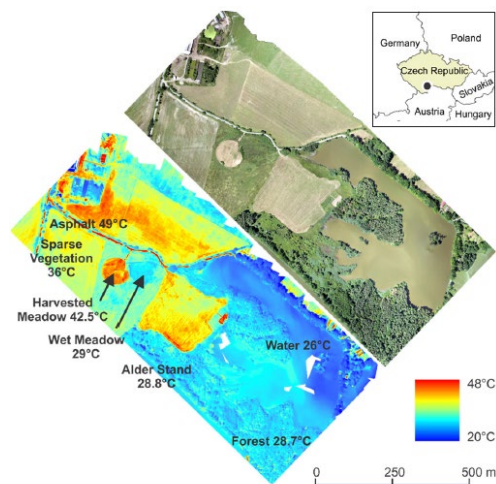 Germany
Poland
Czech Republic
Slovakia
Austria
Hungary
Asphalt 49°C
Sparse
Vegetation
36°C
Harvested
Meadow 42.5°C
Wet Meadow
29°C
Alder Stand
28.8°C
Water 26°C
Forest 28.7°C
48°C
20°C
0 250 500 m